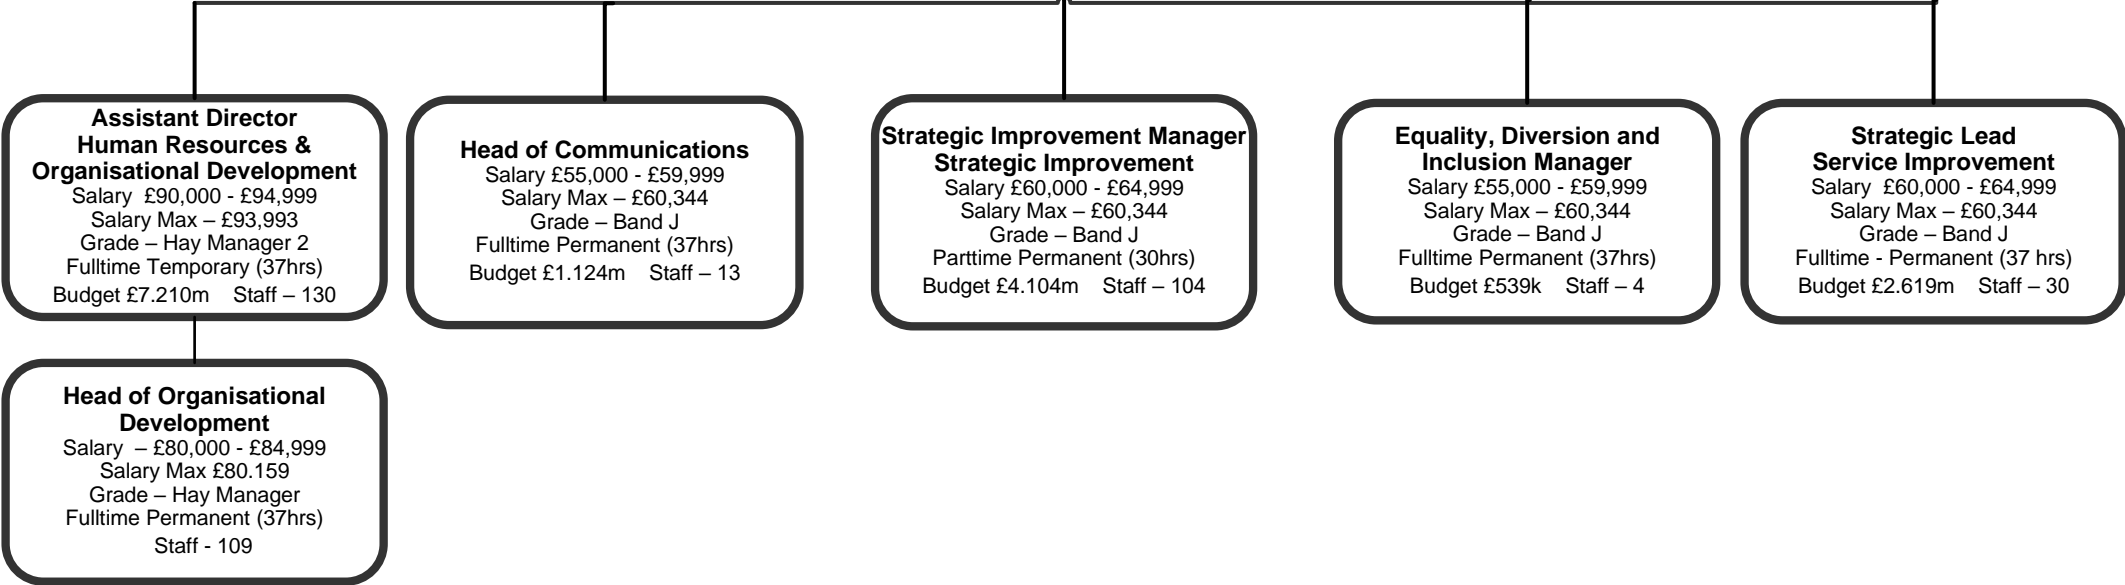 Assistant Director
Human Resources &
Organisational Development
Salary £90,000 - £94,999
Salary Max – £93,993
Grade – Hay Manager 2
Fulltime Temporary (37hrs)
Budget £7.210m Staff – 130
Head of Communications
Salary £55,000 - £59,999
Salary Max – £60,344
Grade – Band J
Fulltime Permanent (37hrs)
Budget £1.124m Staff – 13
Strategic Improvement Manager
Strategic Improvement
Salary £60,000 - £64,999
Salary Max – £60,344
Grade – Band J
Parttime Permanent (30hrs)
Budget £4.104m Staff – 104
Equality, Diversion and
Inclusion Manager
Salary £55,000 - £59,999
Salary Max – £60,344
Grade – Band J
Fulltime Permanent (37hrs)
Budget £539k Staff – 4
Strategic Lead
Service Improvement
Salary £60,000 - £64,999
Salary Max – £60,344
Grade – Band J
Fulltime - Permanent (37 hrs)
Budget £2.619m Staff – 30
Head of Organisational
Development
Salary – £80,000 - £84,999
Salary Max £80.159
Grade – Hay Manager
Fulltime Permanent (37hrs)
Staff - 109